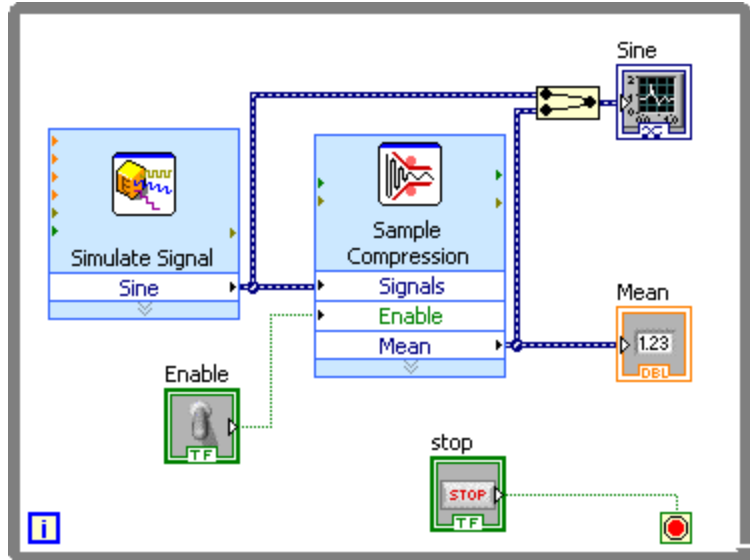 Sine
Simulate Signal
Sine
Sample
Compression
Signals
Enable
Mean
Mean
1.23
DBL
Enable
TF
stop
STOP
TF
i